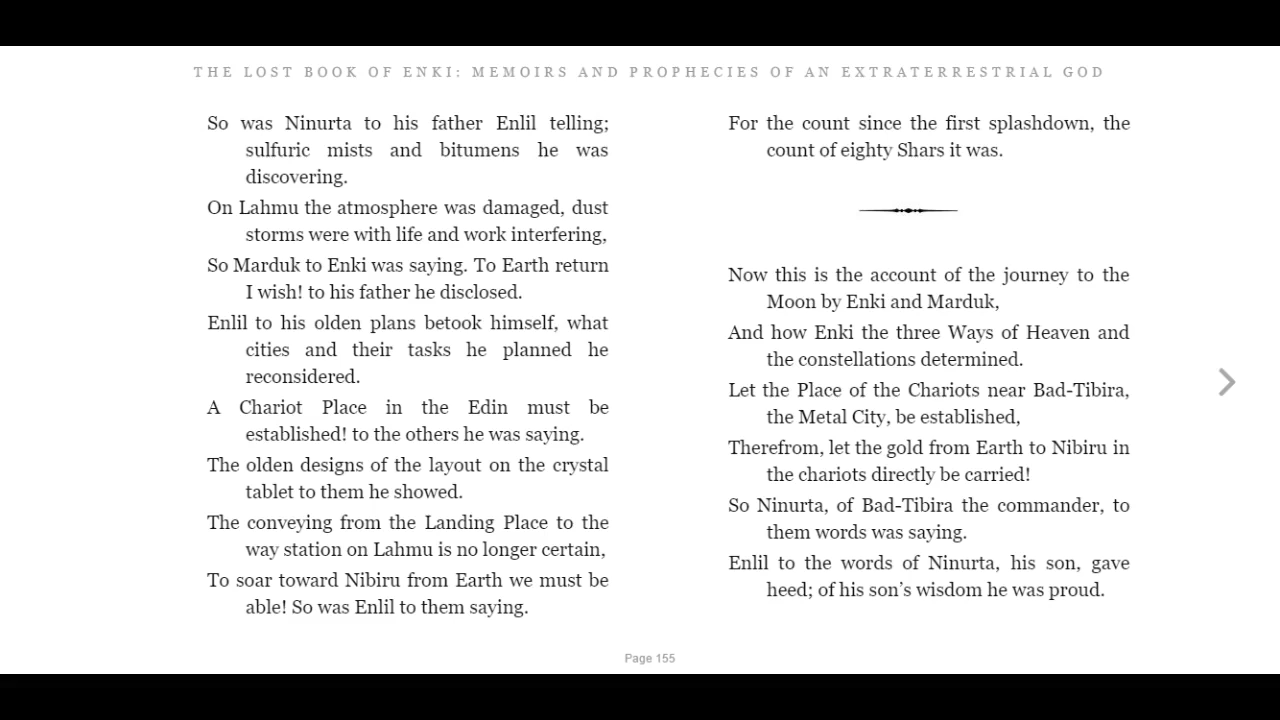 THE LOST BOOK OF ENKI: MEMOIRS AND PROPHECIES OF AN EXTRATERRESTRIAL GOD
So was Ninurta to his father Enlil telling;
sulfuric mists and bitumens he was
discovering.
On Lahmu the atmosphere was damaged, dust
storms were with life and work interfering,
So Marduk to Enki was saying. To Earth return
I wish! to his father he disclosed.
Enlil to his olden plans betook himself, what
cities and their tasks he planned he
reconsidered.
A Chariot Place in the Edin must be
established! to the others he was saying.
The olden designs of the layout on the crystal
tablet to them he showed.
The conveying from the Landing Place to the
way station on Lahmu is no longer certain,
To soar toward Nibiru from Earth we must be
able! So was Enlil to them saying.
For the count since the first splashdown, the
count of eighty Shars it was.
Now this is the account of the journey to the
Moon by Enki and Marduk,
And how Enki the three Ways of Heaven and
the constellations determined.
Let the Place of the Chariots near Bad-Tibira,
the Metal City, be established,
Therefrom, let the gold from Earth to Nibiru in
the chariots directly be carried!
So Ninurta, of Bad-Tibira the commander, to
them words was saying.
Enlil to the words of Ninurta, his son, gave
heed; of his son’s wisdom he was proud.
Page 155